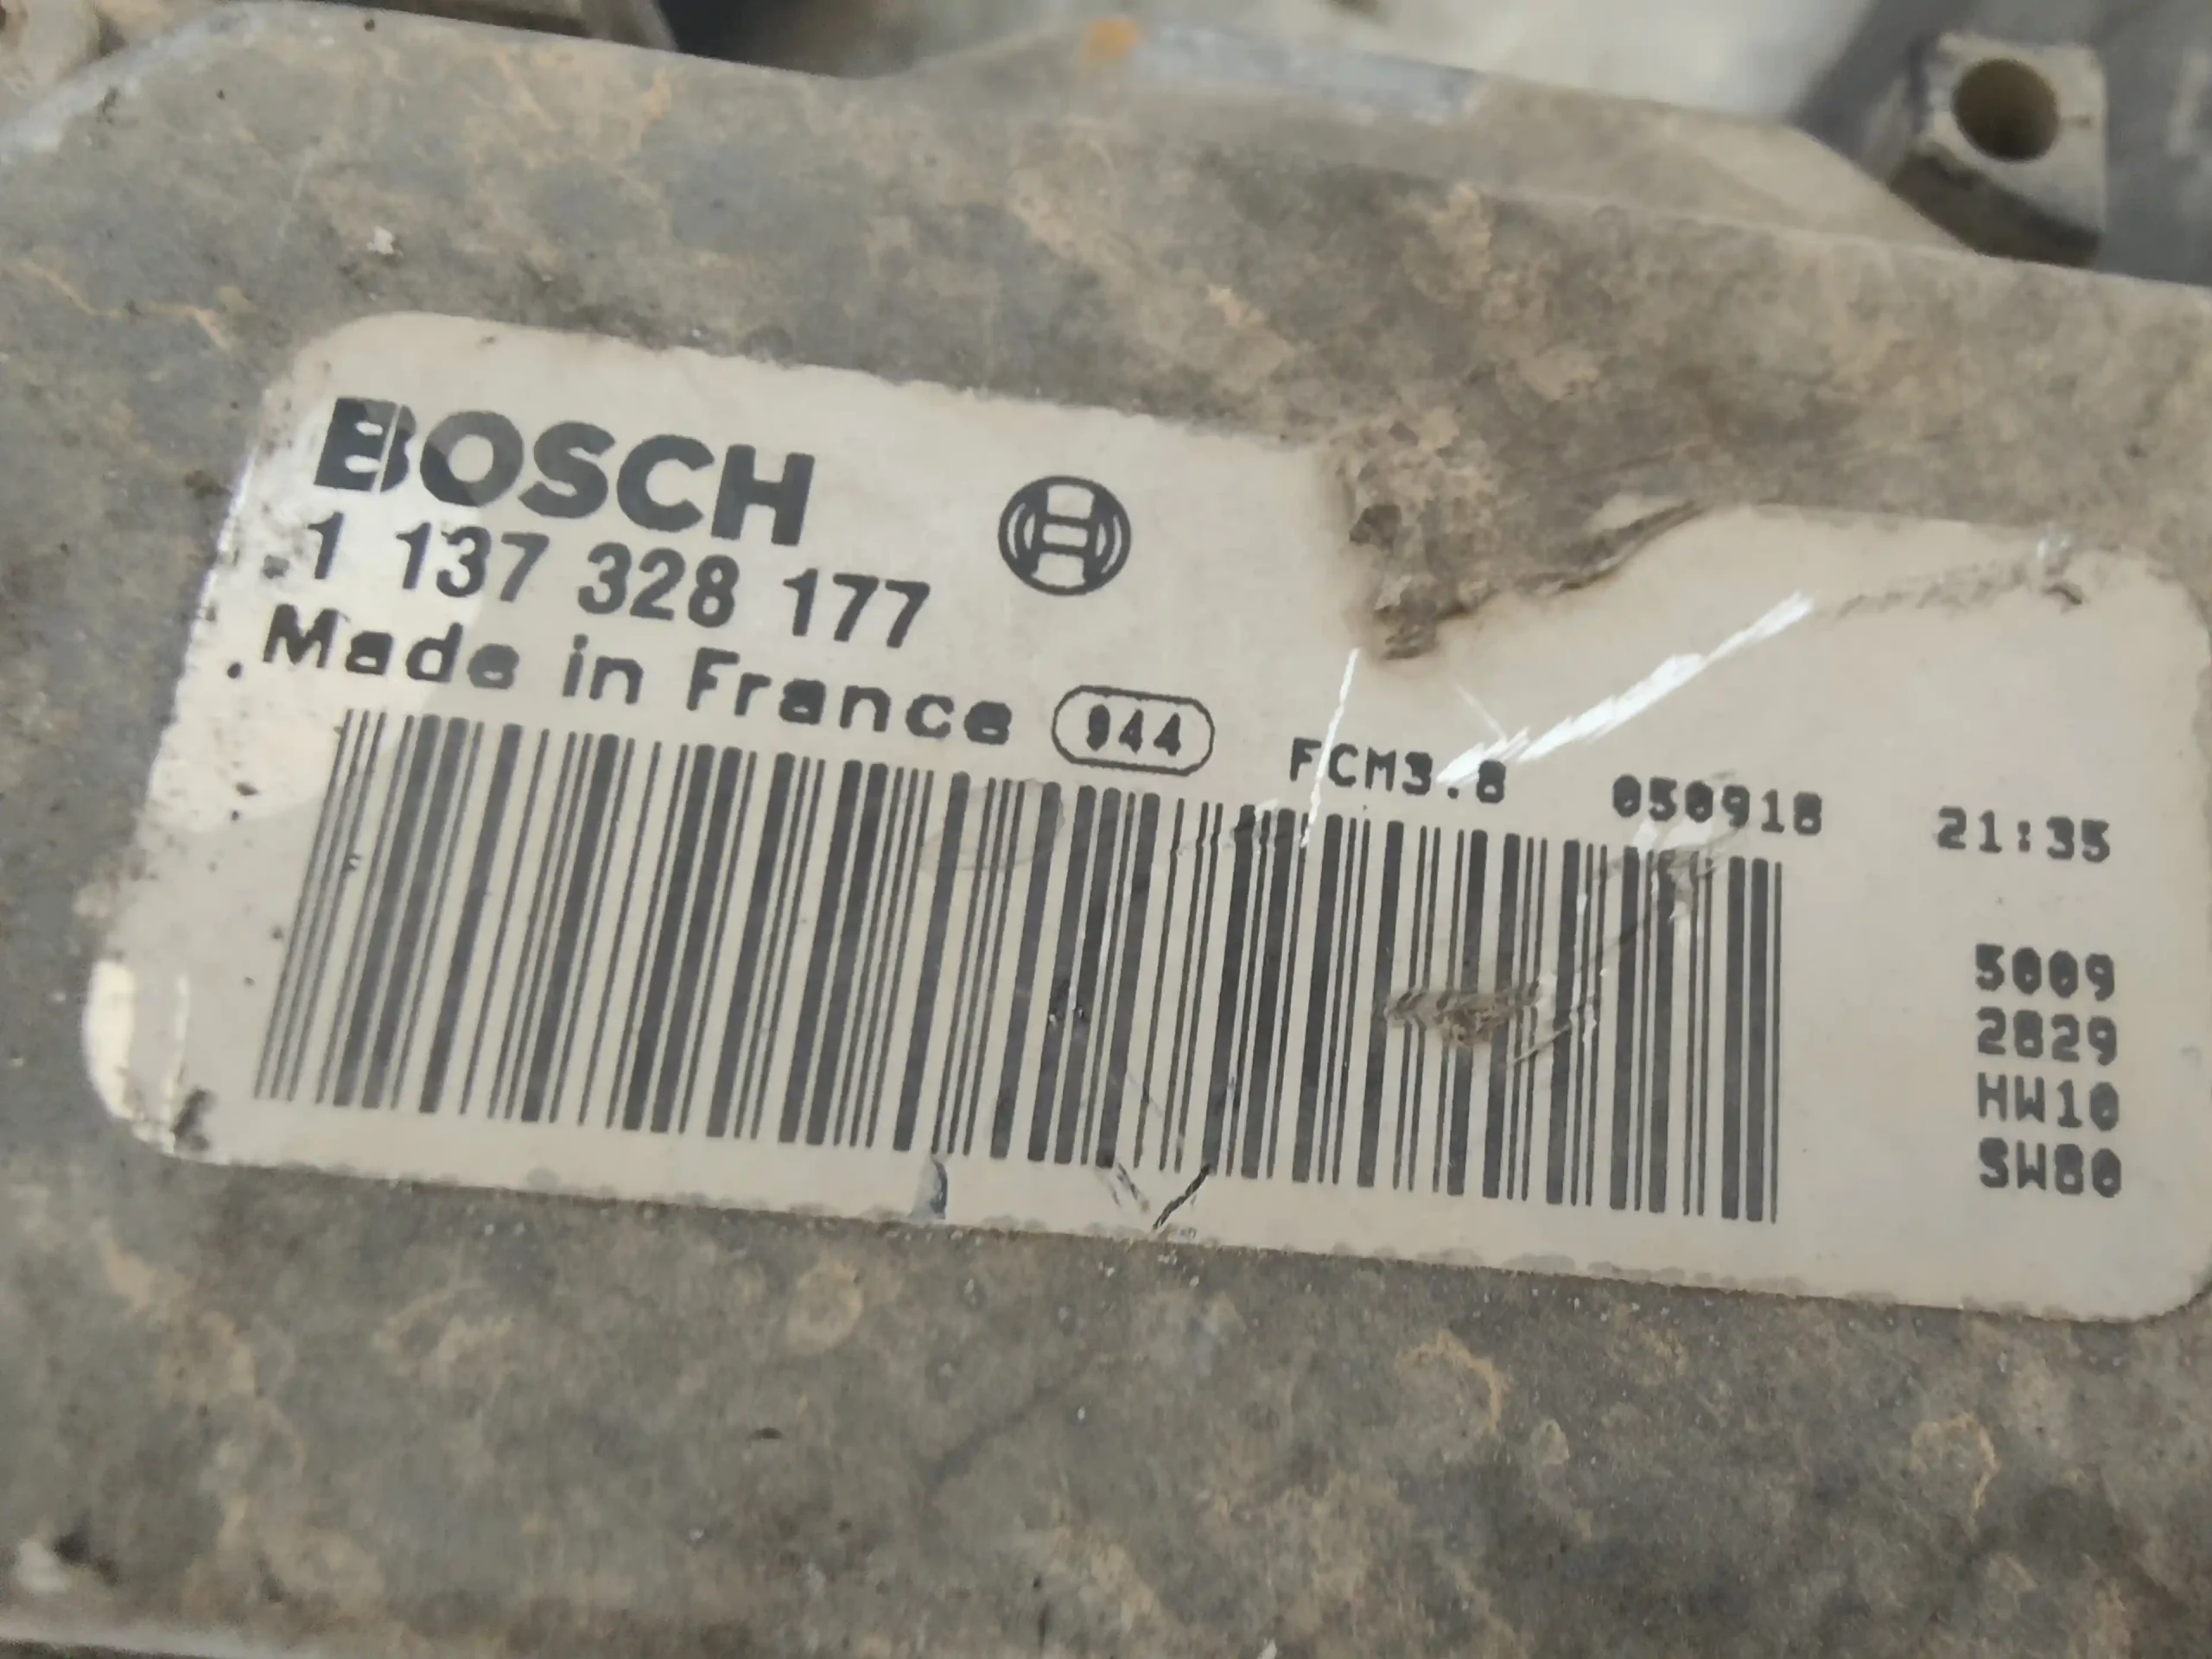 BOSCH
1 137 328 177
Made in France 944 FCM3.8 050918 21:35
5009
2829
HW10
SW80